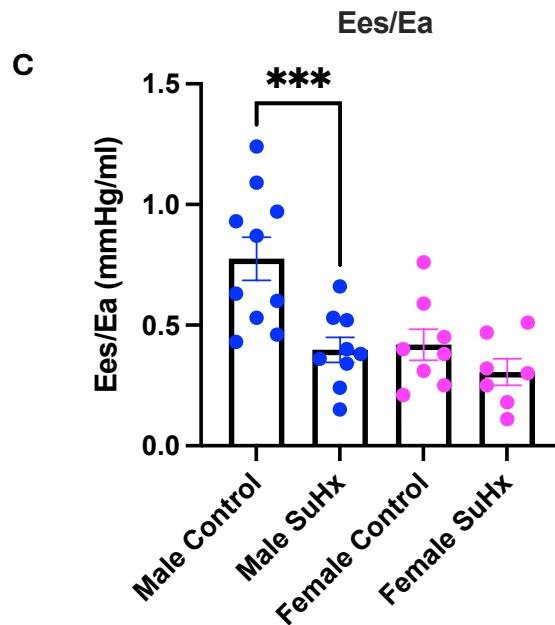 Ees/Ea
C
***
1.5
1.0
0.5
0.0
Ees/Ea (mmHg/ml)
Male Control
Male SuHx
Female Control
Female SuHx